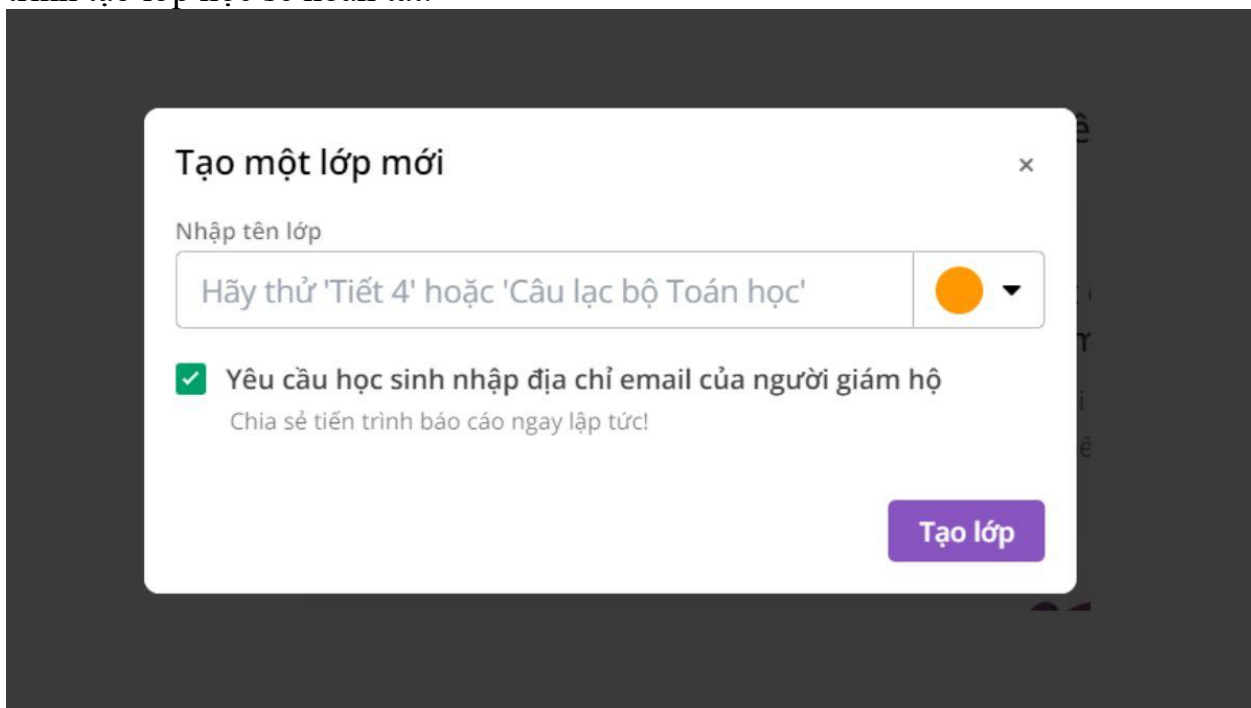 Tạo một lớp mới
×
Nhập tên lớp
Hãy thử 'Tiết 4' hoặc 'Câu lạc bộ Toán học'
Yêu cầu học sinh nhập địa chỉ email của người giám hộ
Chia sẻ tiến trình báo cáo ngay lập tức!
Tạo lớp